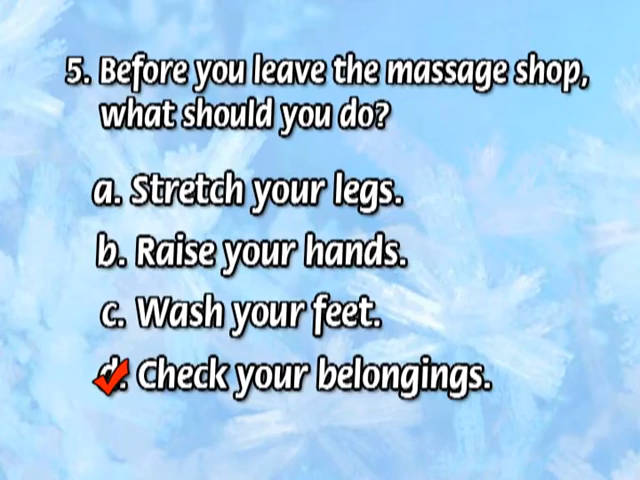 5. Before you leave the massage shop,
what should you do?
a. Stretch your legs.
b. Raise your hands.
c. Wash your feet.
d. Check your belongings.